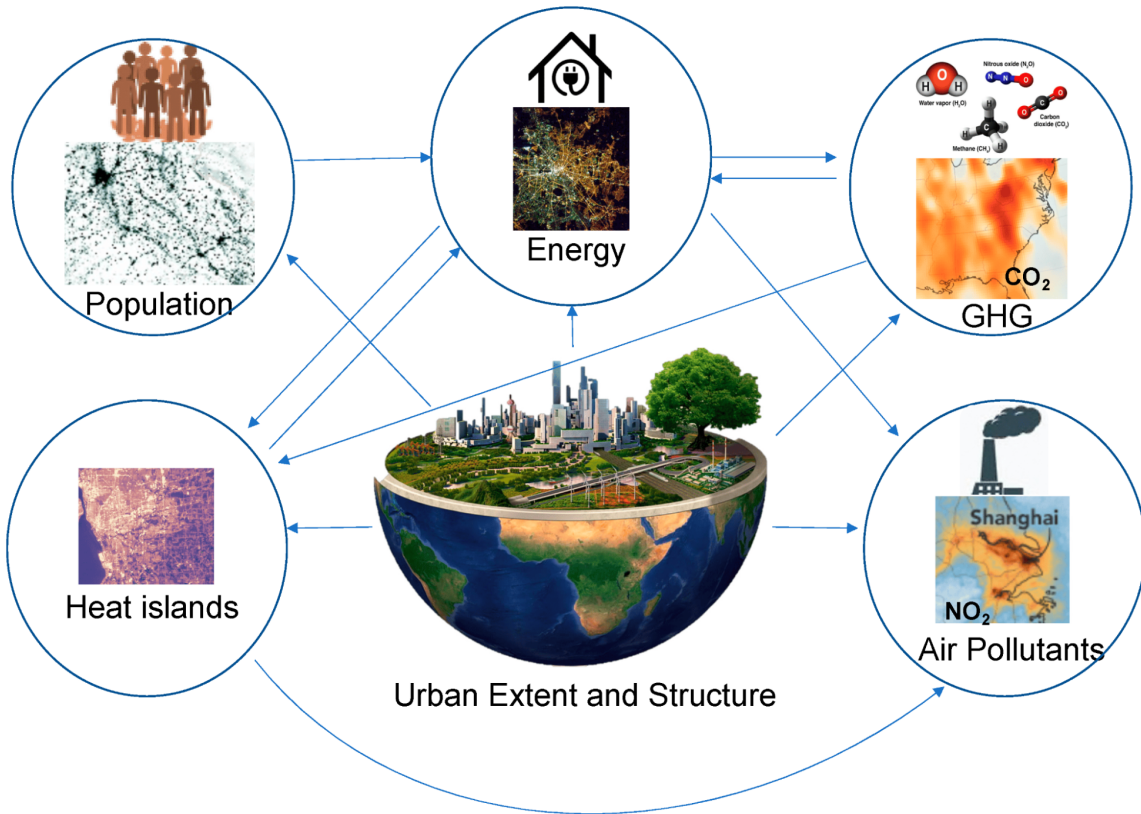 Population
Energy
H
O
H
Water vapor (H₂O)
Nitrous oxide (N₂O)
N
N
O
H
C
H
H
H
Methane (CH₄)
O
C
O
Carbon
dioxide (CO₂)
CO₂
GHG
Heat islands
Urban Extent and Structure
Shanghai
NO₂
Air Pollutants